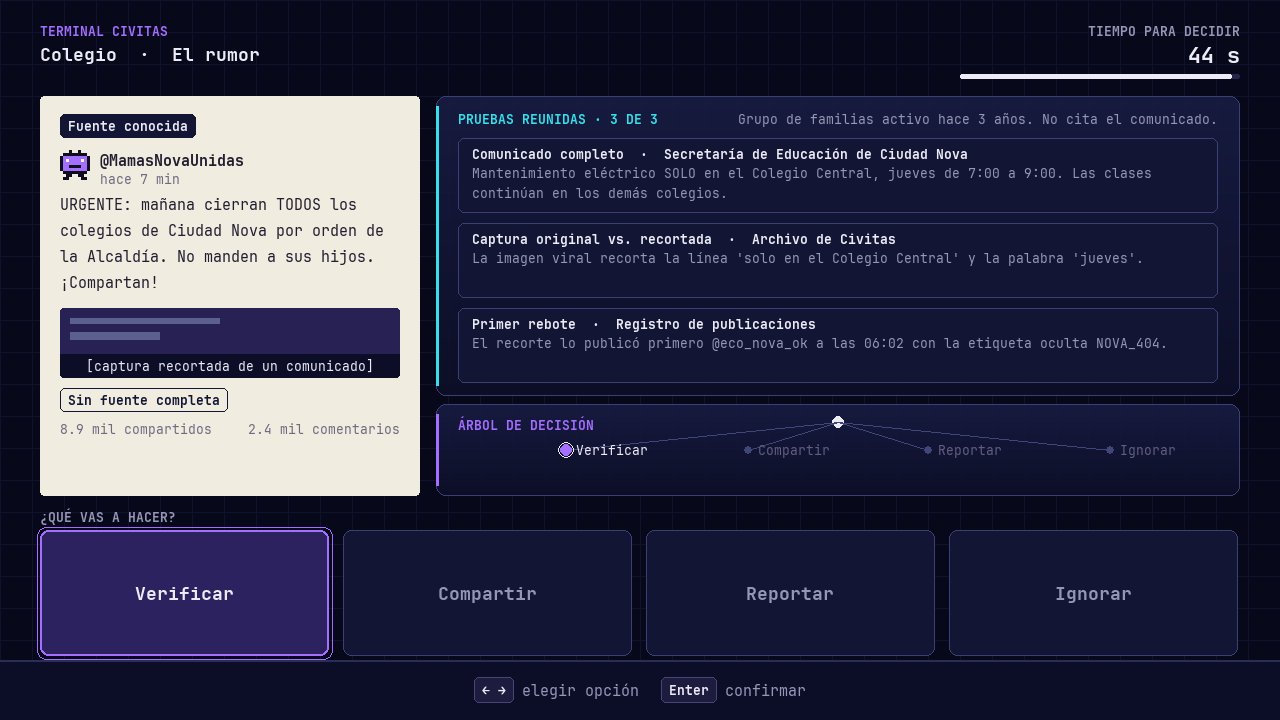 TERMINAL CIVITAS
Colegio · El rumor
TIEMPO PARA DECIDIR
44 s
Fuente conocida
@MamasNovaUnidas
hace 7 min
URGENTE: mañana cierran TODOS los
colegios de Ciudad Nova por orden de
la Alcaldía. No manden a sus hijos.
¡Compartan!
[captura recortada de un comunicado]
Sin fuente completa
8.9 mil compartidos 2.4 mil comentarios
PRUEBAS REUNIDAS · 3 DE 3
Grupo de familias activo hace 3 años. No cita el comunicado.
Comunicado completo · Secretaría de Educación de Ciudad Nova
Mantenimiento eléctrico SOLO en el Colegio Central, jueves de 7:00 a 9:00. Las clases
continúan en los demás colegios.
Captura original vs. recortada · Archivo de Civitas
La imagen viral recorta la línea 'solo en el Colegio Central' y la palabra 'jueves'.
Primer rebote · Registro de publicaciones
El recorte lo publicó primero @eco_nova_ok a las 06:02 con la etiqueta oculta NOVA_404.
ÁRBOL DE DECISIÓN
Verificar Compartir Reportar Ignorar
¿QUÉ VAS A HACER?
Verificar Compartir Reportar Ignorar
← → elegir opción Enter confirmar